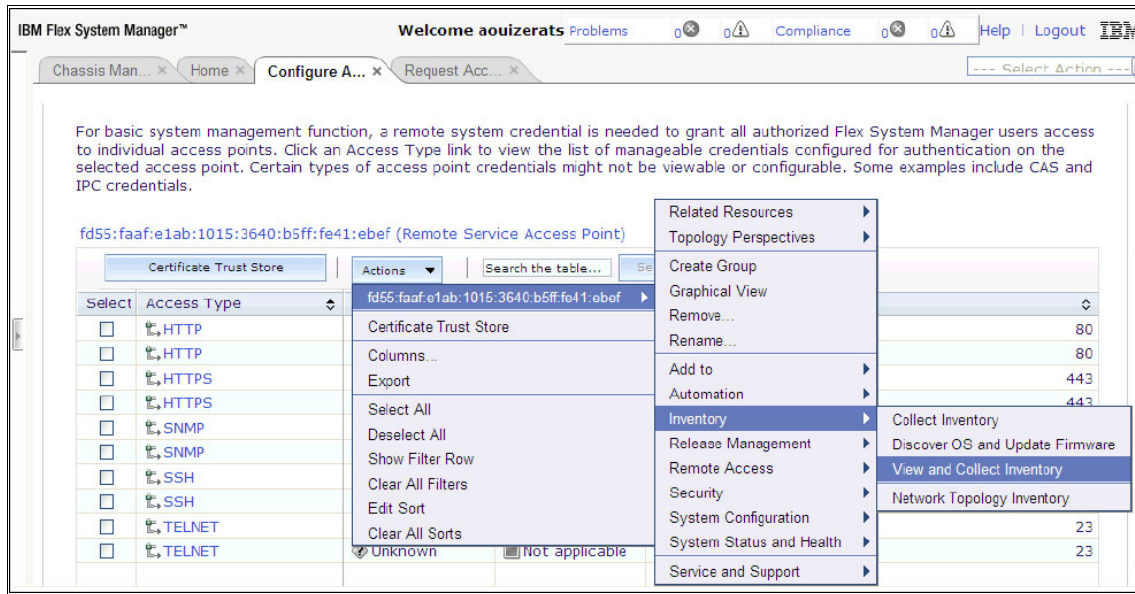 IBM Flex System Manager™ Welcome aouizerats Problems 0 0 Compliance 0 0 Help | Logout IBM
Chassis Man... × Home × Configure A... × Request Acc... × --- Select Action ---
For basic system management function, a remote system credential is needed to grant all authorized Flex System Manager users access
to individual access points. Click an Access Type link to view the list of manageable credentials configured for authentication on the
selected access point. Certain types of access point credentials might not be viewable or configurable. Some examples include CAS and
IPC credentials.
fd55:faaf:e1ab:1015:3640:b5ff:fe41:ebef (Remote Service Access Point)
Certificate Trust Store | Actions | Search the table... Se
Select Access Type
HTTP 80
HTTP 80
HTTPS 443
HTTPS 443
SNMP
SNMP
SSH
SSH
TELNET 23
TELNET Unknown Not applicable 23
fd55:faaf:e1ab:1015:3640:b5ff:fe41:ebef
Certificate Trust Store
Columns...
Export
Select All
Deselect All
Show Filter Row
Clear All Filters
Edit Sort
Clear All Sorts
Related Resources
Topology Perspectives
Create Group
Graphical View
Remove...
Rename...
Add to
Automation
Inventory
Release Management
Remote Access
Security
System Configuration
System Status and Health
Service and Support
Collect Inventory
Discover OS and Update Firmware
View and Collect Inventory
Network Topology Inventory